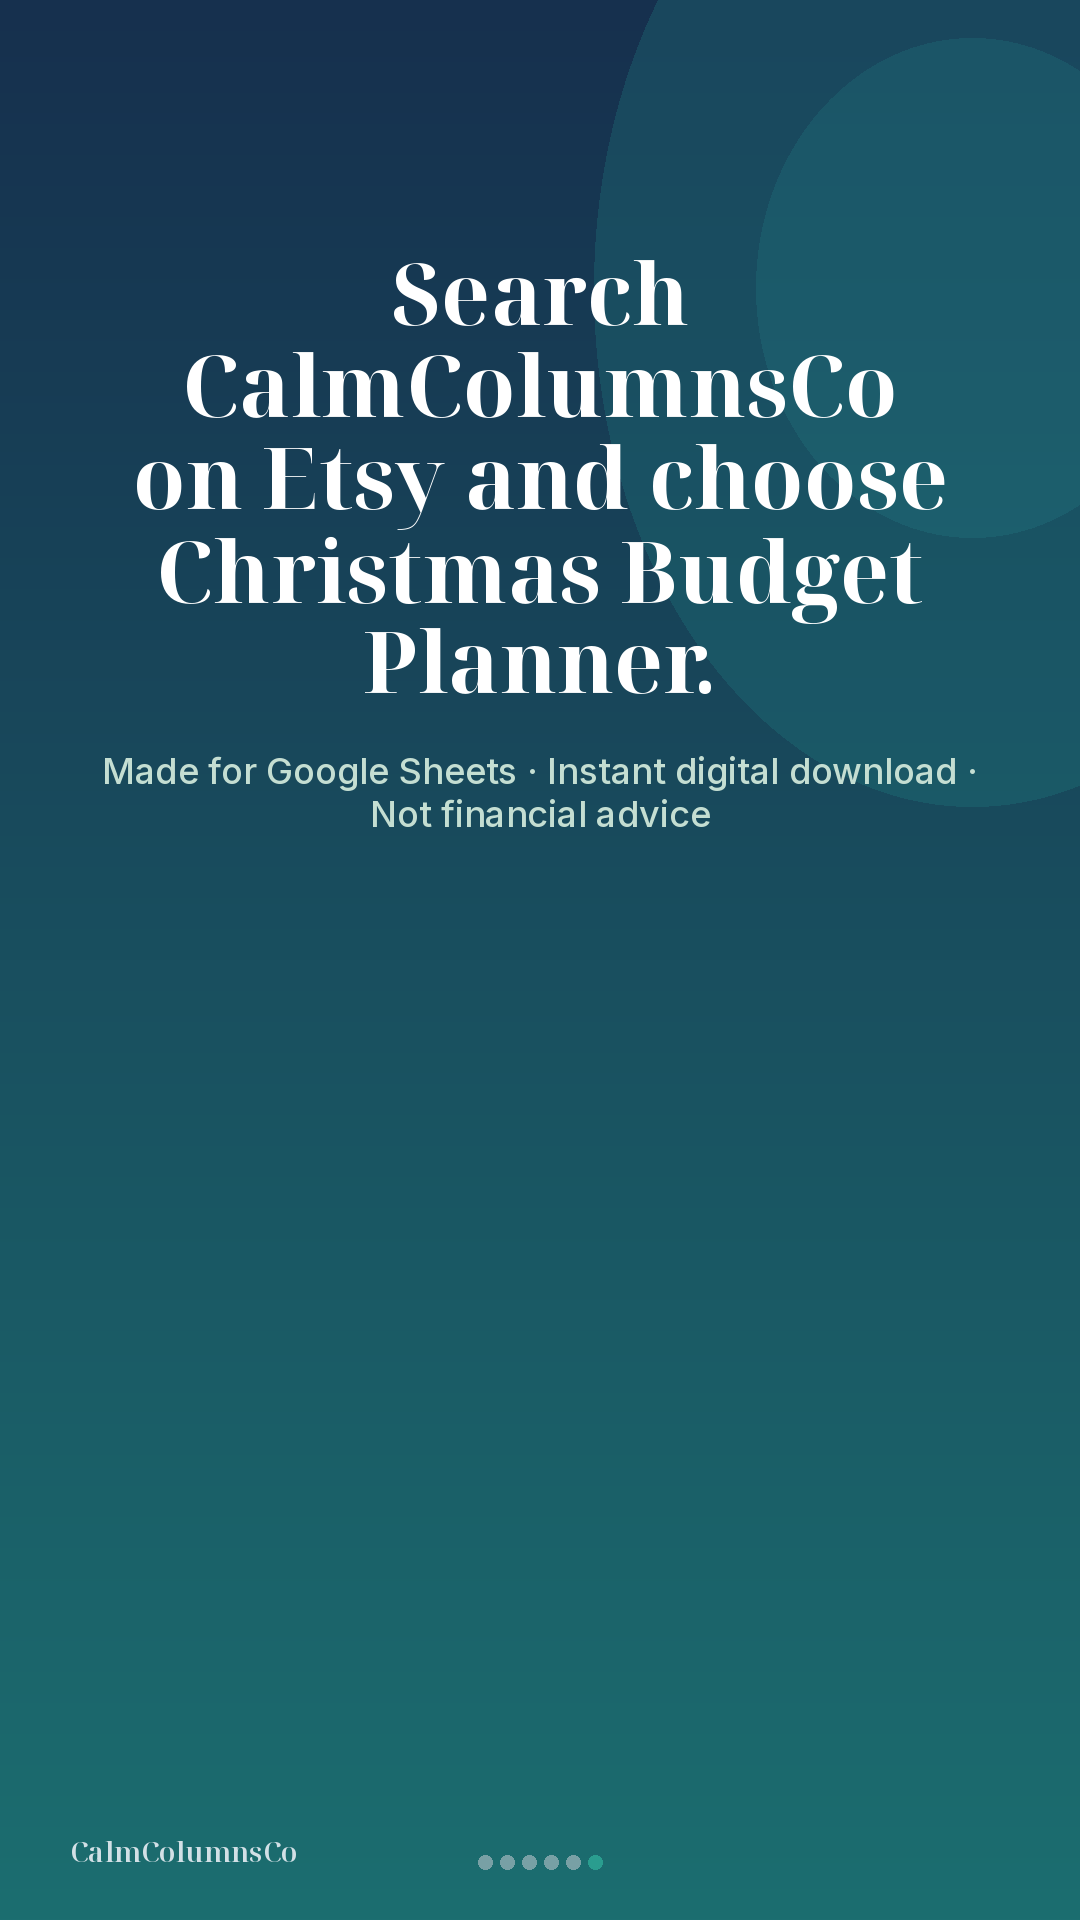 Search
CalmColumnsCo
on Etsy and choose
Christmas Budget
Planner.
Made for Google Sheets · Instant digital download ·
Not financial advice
CalmColumnsCo